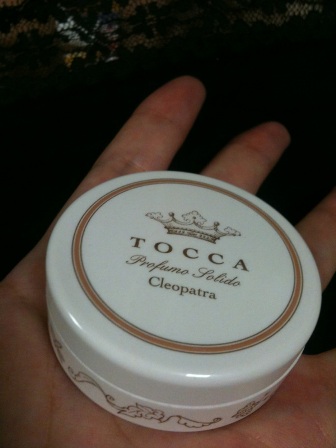 TOCCA
Profumo Solido
Cleopatra